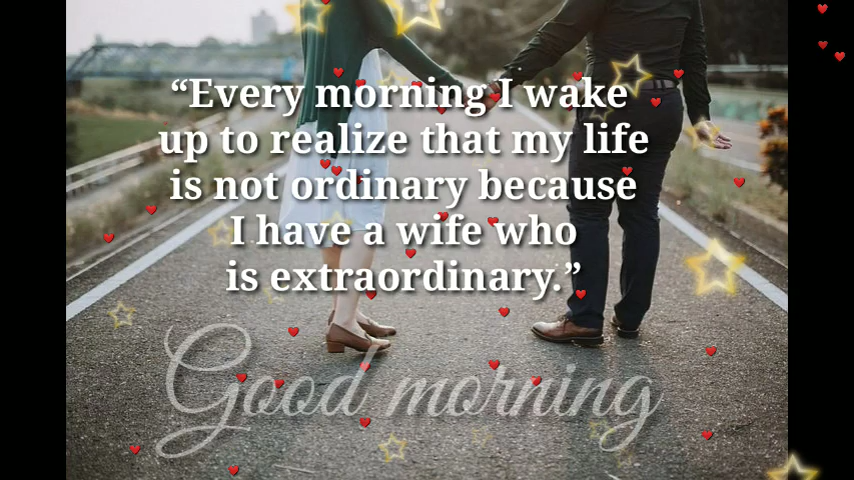 “Every morning I wake
up to realize that my life
is not ordinary because
I have a wife who
is extraordinary.”
Good morning